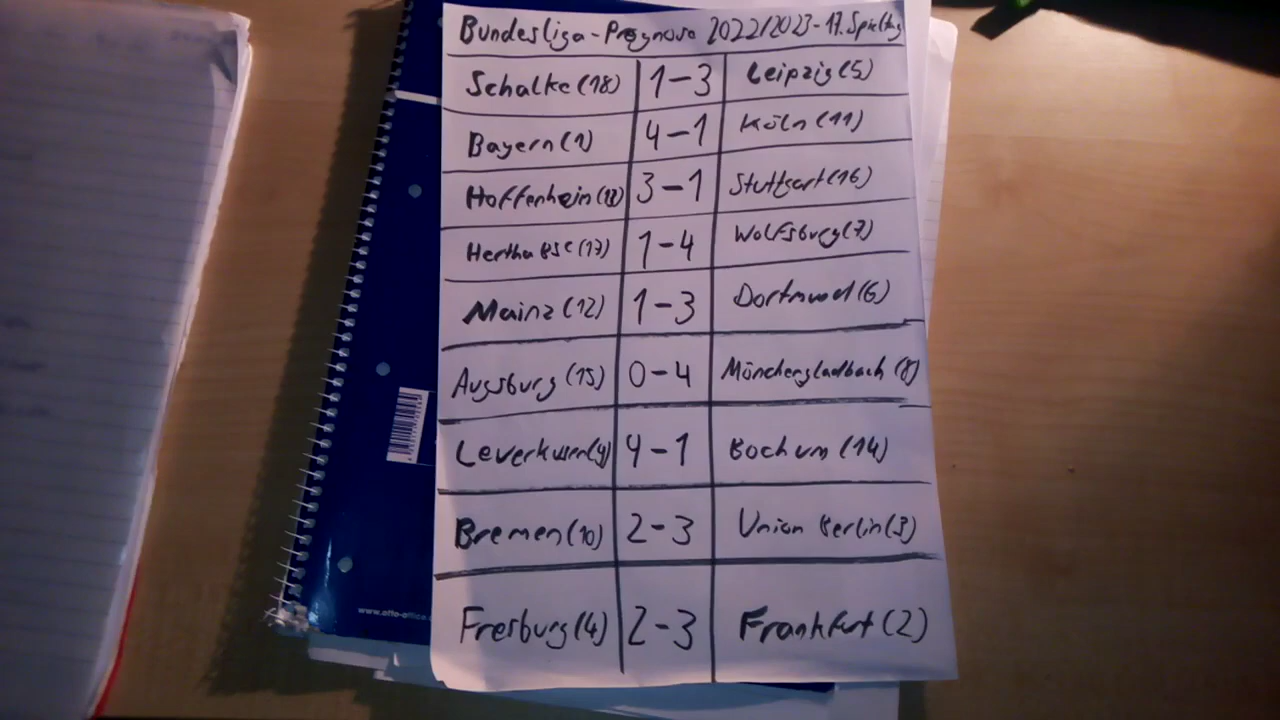 Bundesliga-Prognose 2022/2023-17. Spieltag
Schalke (18) 1-3 Leipzig (5)
Bayern (1) 4-1 Köln (11)
Hoffenheim 3-1 Stuttgart (16)
Hertha BSC (17) 1-4 Wolfsburg (7)
Mainz (12) 1-3 Dortmund (6)
Augsburg (15) 0-4 Mönchengladbach (8)
Leverkusen (9) 4-1 Bochum (14)
Bremen (10) 2-3 Union Berlin (3)
Freiburg (4) 2-3 Frankfurt (2)